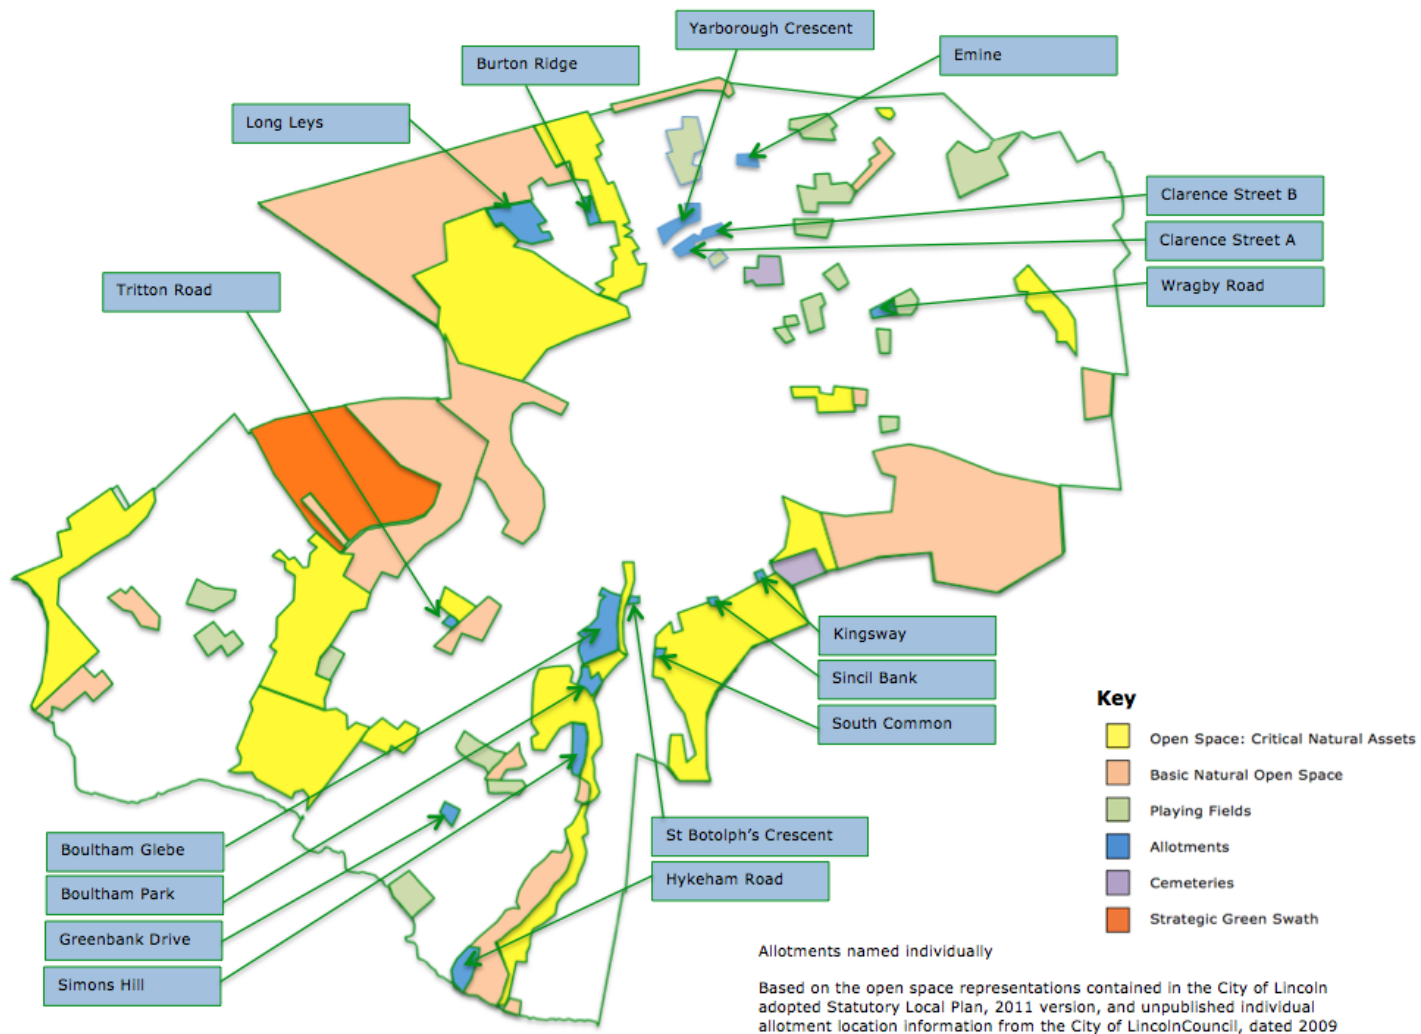 Yarborough Crescent
Emine
Burton Ridge
Long Leys
Clarence Street B
Clarence Street A
Wragby Road
Tritton Road
Kingsway
Sincil Bank
South Common
Key
Open Space: Critical Natural Assets
Basic Natural Open Space
Playing Fields
Allotments
Cemeteries
Strategic Green Swath
Boultham Glebe
Boultham Park
Greenbank Drive
Simons Hill
St Botolph's Crescent
Hykeham Road
Allotments named individually
Based on the open space representations contained in the City of Lincoln
adopted Statutory Local Plan, 2011 version, and unpublished individual
allotment location information from the City of LincolnCouncil, dated 2009